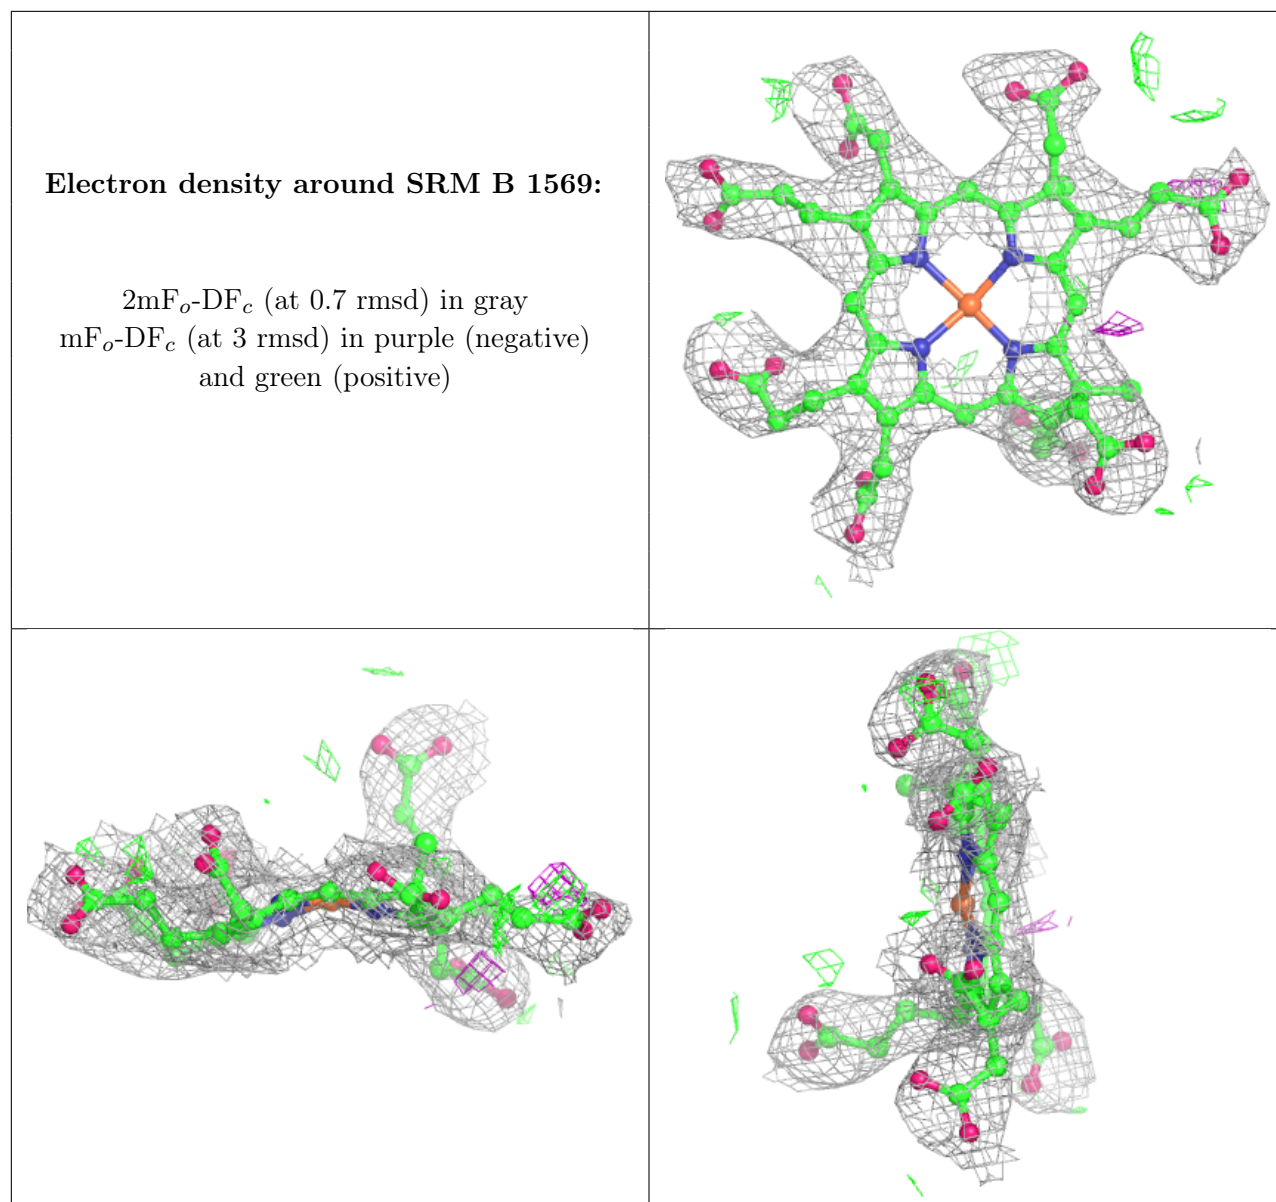 Electron density around SRM B 1569:
2mFo-DFc (at 0.7 rmsd) in gray
mFo-DFc (at 3 rmsd) in purple (negative)
and green (positive)